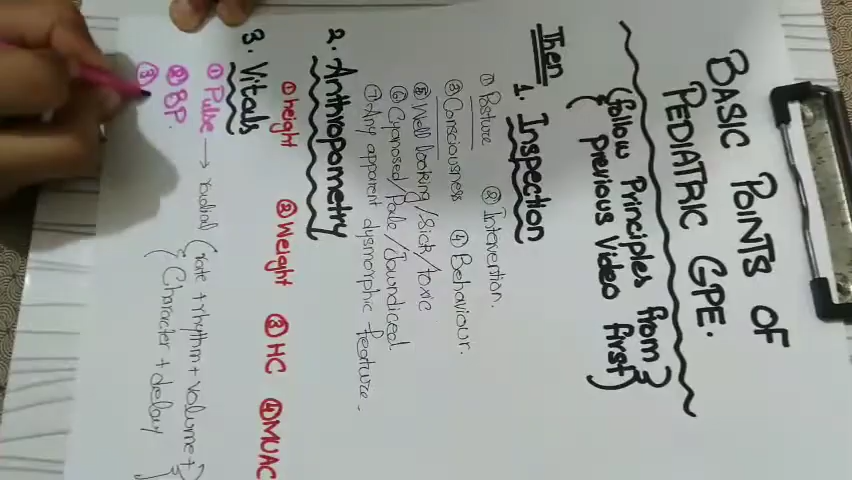 BASIC POINTS OF
PEDIATRIC GPE.
(follow Principles from
previous Video first)
Then
1. Inspection
① Posture ② Intervention.
③ Consciousness ④ Behaviour.
⑤ Well looking/Sick/toxic
⑥ Cyanosed/Pale/Jaundiced
⑦ Any apparent dysmorphic feature.
2. Anthropometry
① height ② Weight ③ HC ④ MUAC
3. Vitals
① Pulse → radial (rate + rhythm + volume +
Character + delay
② BP.
③